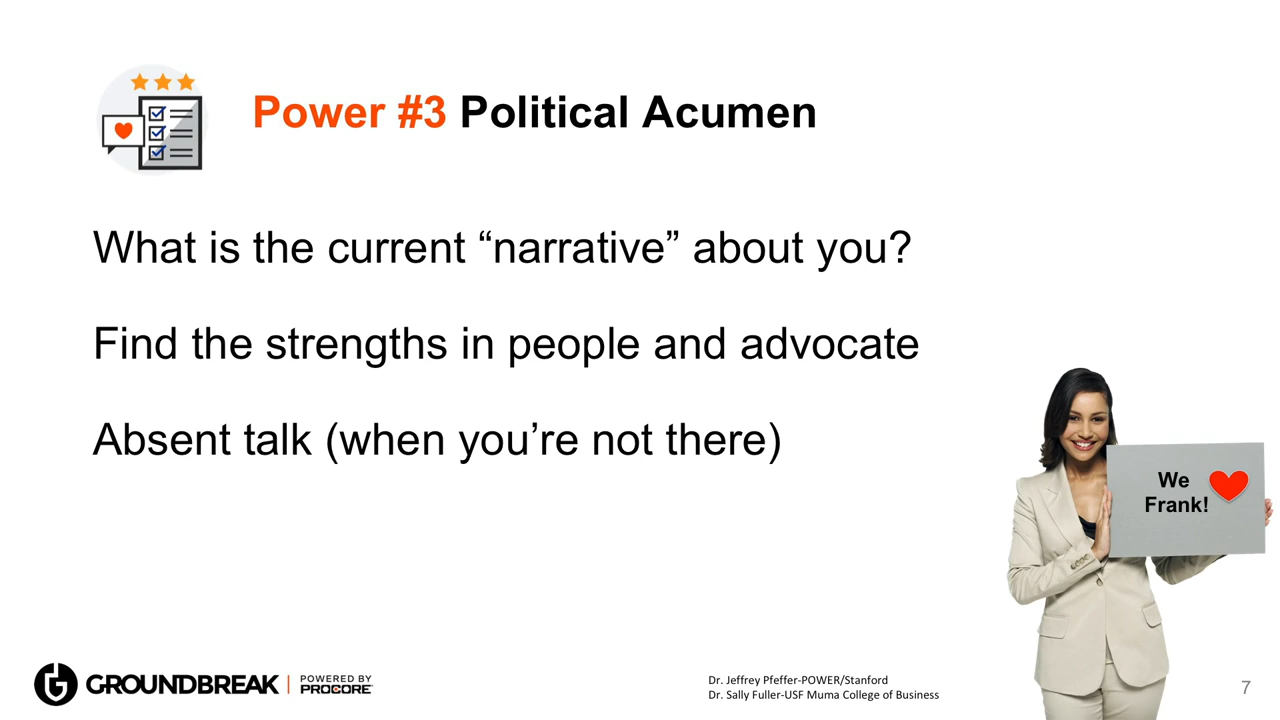 Power #3 Political Acumen
What is the current “narrative” about you?
Find the strengths in people and advocate
Absent talk (when you’re not there)
We
Frank!
GROUNDBREAK
POWERED BY
PROCORE
Dr. Jeffrey Pfeffer-POWER/Stanford
Dr. Sally Fuller-USF Muma College of Business
7